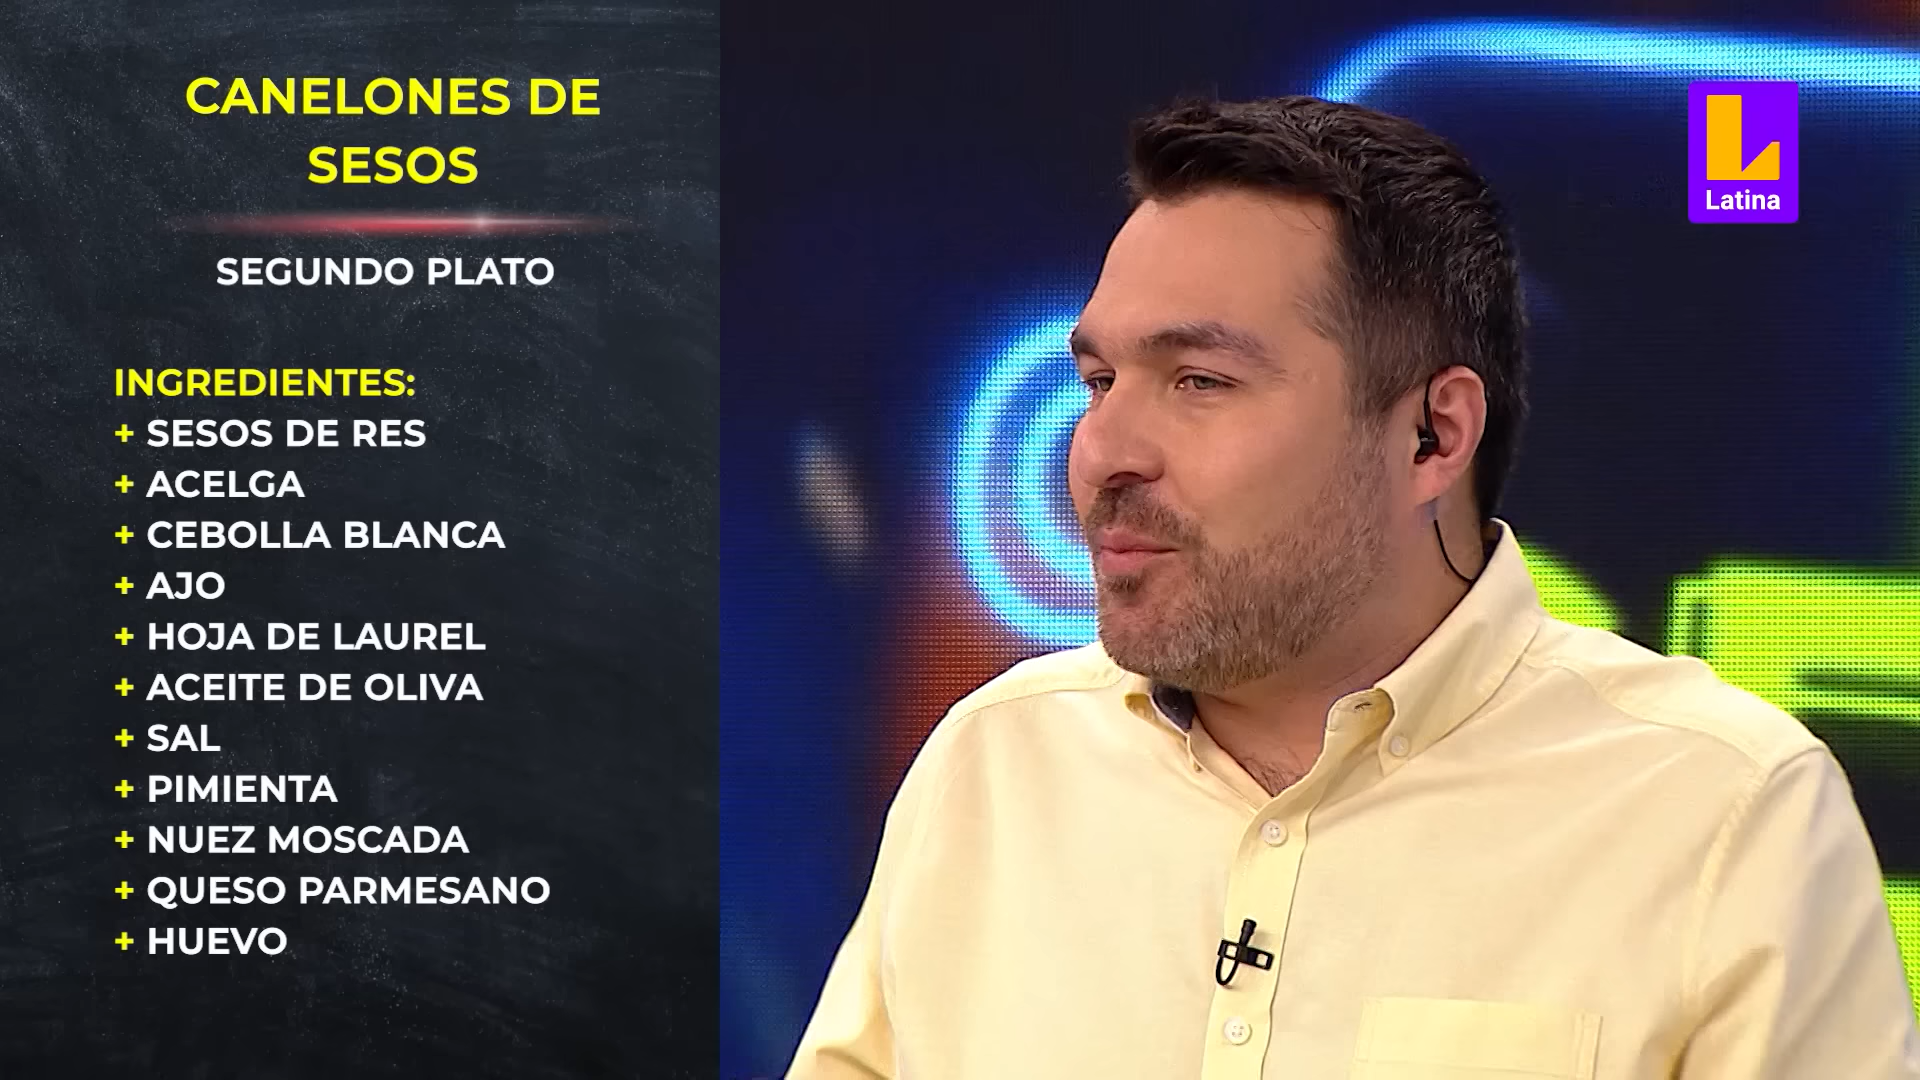 CANELONES DE
SESOS
SEGUNDO PLATO
INGREDIENTES:
+ SESOS DE RES
+ ACELGA
+ CEBOLLA BLANCA
+ AJO
+ HOJA DE LAUREL
+ ACEITE DE OLIVA
+ SAL
+ PIMIENTA
+ NUEZ MOSCADA
+ QUESO PARMESANO
+ HUEVO
Latina